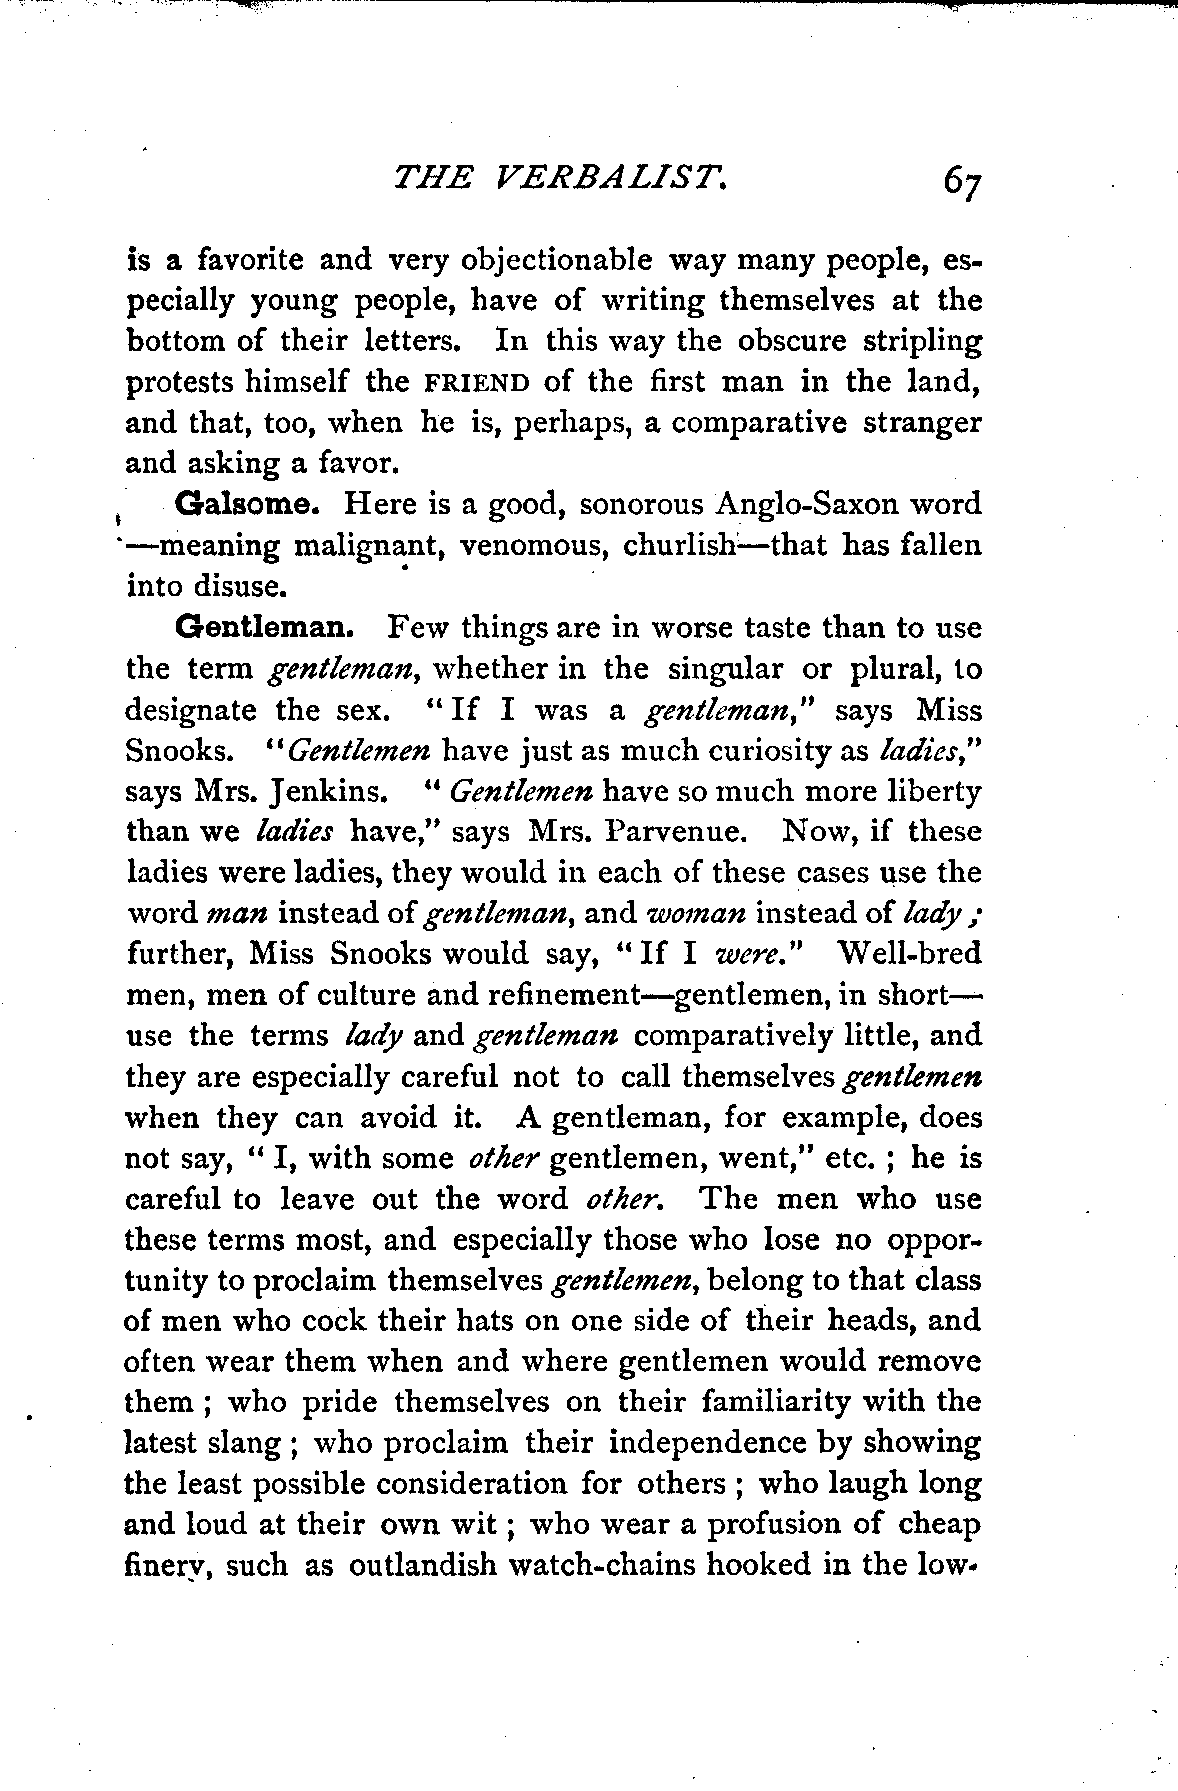 THE VERBALIST. 67
is a favorite and very objectionable way many people, es-
pecially young people, have of writing themselves at the
bottom of their letters. In this way the obscure stripling
protests himself the FRIEND of the first man in the land,
and that, too, when he is, perhaps, a comparative stranger
and asking a favor.
Galsome. Here is a good, sonorous Anglo-Saxon word
—meaning malignant, venomous, churlish—that has fallen
into disuse.
Gentleman. Few things are in worse taste than to use
the term gentleman, whether in the singular or plural, to
designate the sex. "If I was a gentleman," says Miss
Snooks. "Gentlemen have just as much curiosity as ladies,"
says Mrs. Jenkins. "Gentlemen have so much more liberty
than we ladies have," says Mrs. Parvenue. Now, if these
ladies were ladies, they would in each of these cases use the
word man instead of gentleman, and woman instead of lady;
further, Miss Snooks would say, "If I were." Well-bred
men, men of culture and refinement—gentlemen, in short—
use the terms lady and gentleman comparatively little, and
they are especially careful not to call themselves gentlemen
when they can avoid it. A gentleman, for example, does
not say, "I, with some other gentlemen, went," etc.; he is
careful to leave out the word other. The men who use
these terms most, and especially those who lose no oppor-
tunity to proclaim themselves gentlemen, belong to that class
of men who cock their hats on one side of their heads, and
often wear them when and where gentlemen would remove
them; who pride themselves on their familiarity with the
latest slang; who proclaim their independence by showing
the least possible consideration for others; who laugh long
and loud at their own wit; who wear a profusion of cheap
finery, such as outlandish watch-chains hooked in the low-